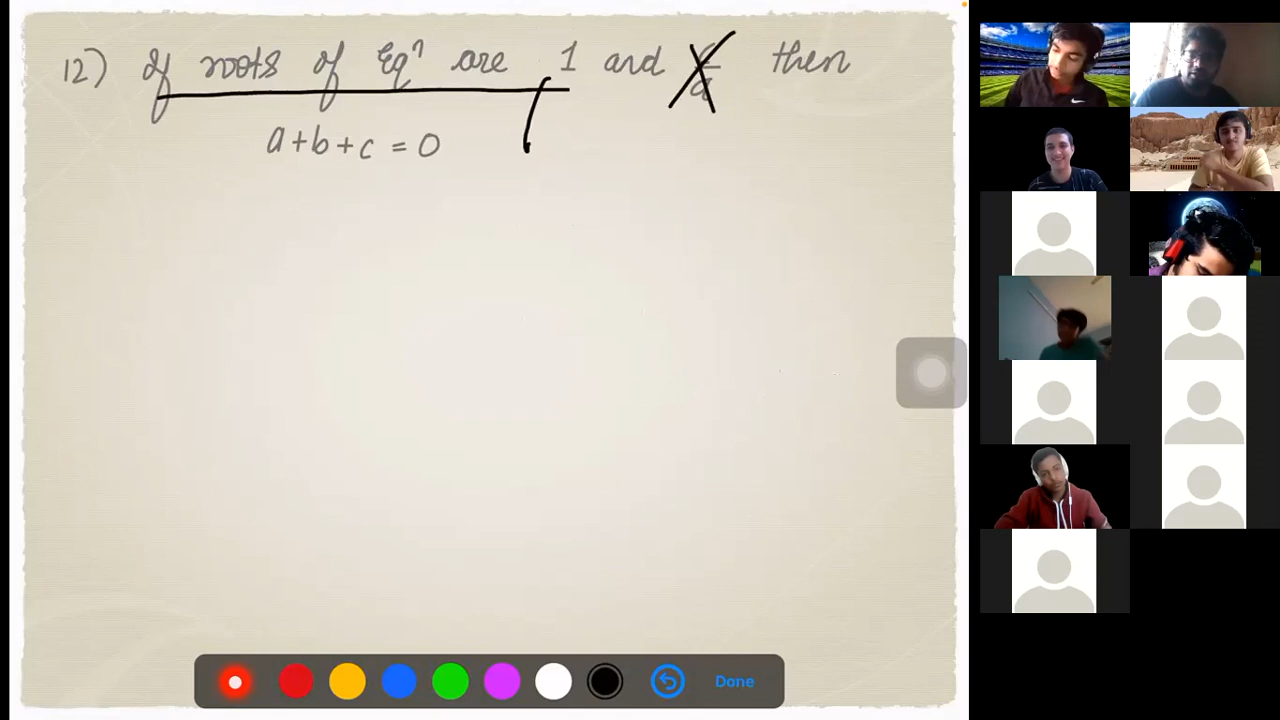 12) If roots of Eqⁿ are 1 and c/a then
a+b+c = 0
Done